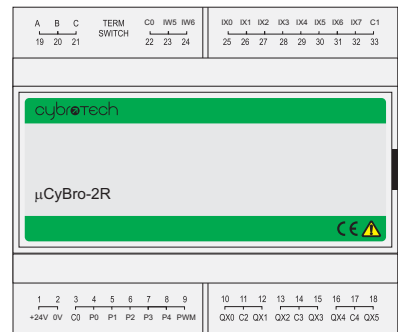 A B C TERM C0 IW5 IW6 IX0 IX1 IX2 IX3 IX4 IX5 IX6 IX7 C1
SWITCH
19 20 21 22 23 24 25 26 27 28 29 30 31 32 33
cybrotech
μCyBro-2R
CE
1 2 3 4 5 6 7 8 9 10 11 12 13 14 15 16 17 18
+24V 0V C0 P0 P1 P2 P3 P4 PWM QX0 C2 QX1 QX2 C3 QX3 QX4 C4 QX5